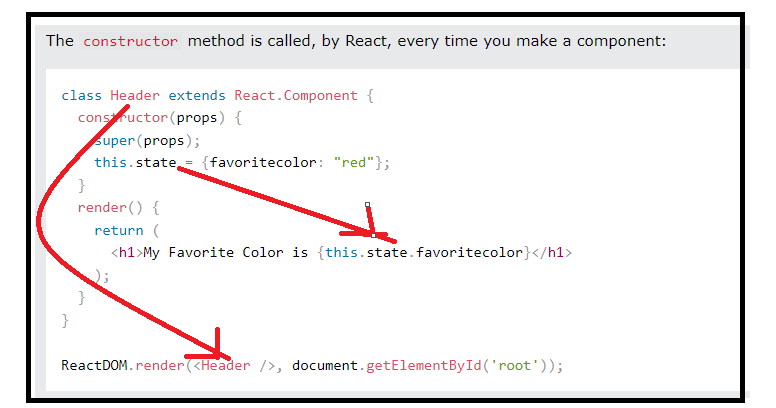 The constructor method is called, by React, every time you make a component:
class Header extends React.Component {
  constructor(props) {
    super(props);
    this.state = {favoritecolor: "red"};
  }
  render() {
    return (
      <h1>My Favorite Color is {this.state.favoritecolor}</h1>
    );
  }
}
ReactDOM.render(<Header />, document.getElementById('root'));